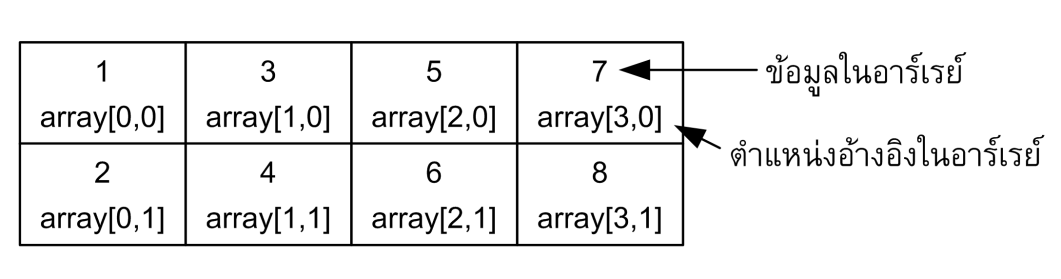 1 3 5 7 ข้อมูลในอาร์เรย์
array[0,0] array[1,0] array[2,0] array[3,0]
ตำแหน่งอ้างอิงในอาร์เรย์
2 4 6 8
array[0,1] array[1,1] array[2,1] array[3,1]